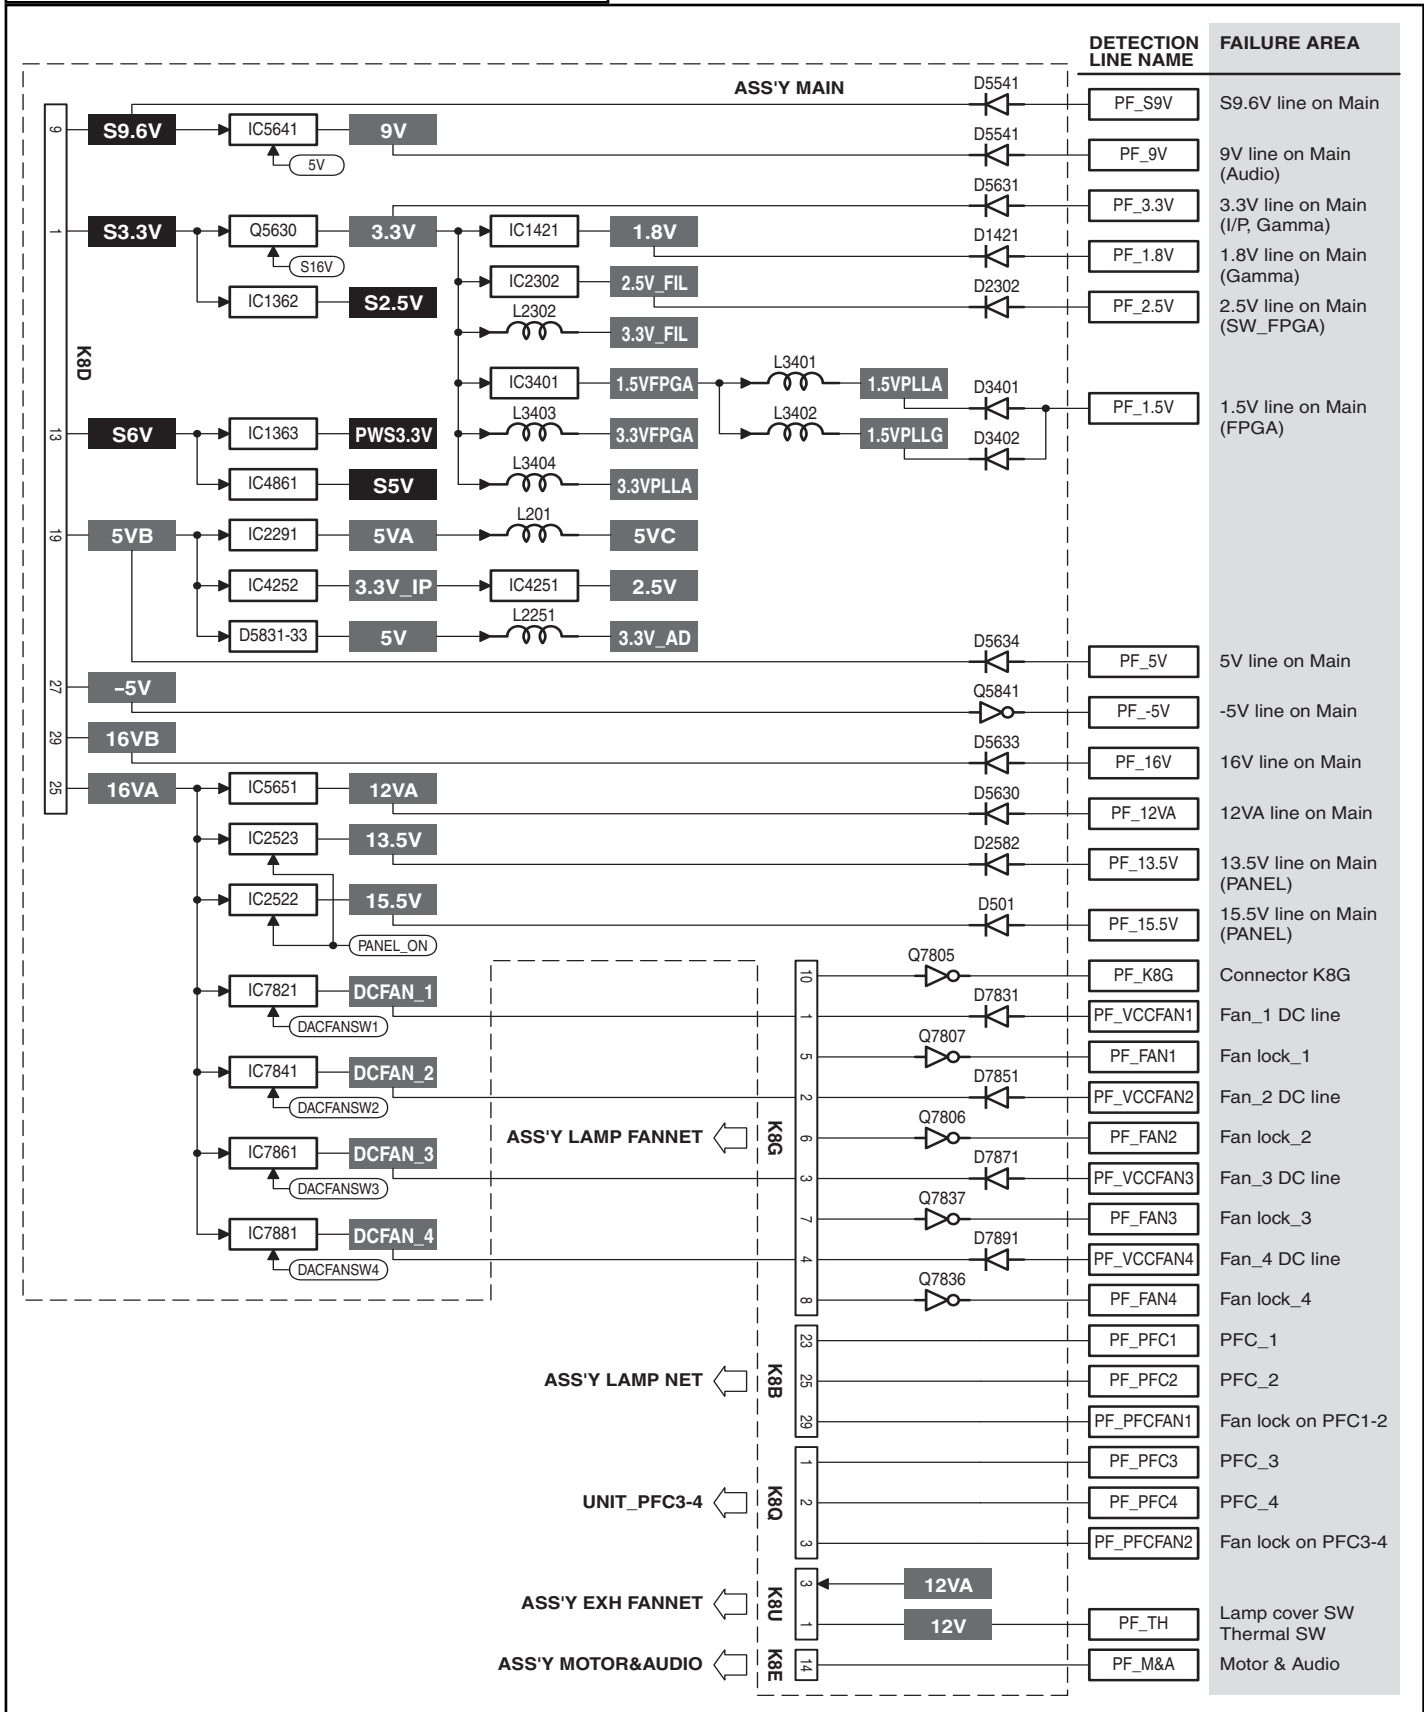 DETECTION
LINE NAME
FAILURE AREA
ASS'Y MAIN
D5541
PF_S9V
S9.6V line on Main
9
S9.6V
IC5641
9V
5V
D5541
PF_9V
9V line on Main
(Audio)
D5631
PF_3.3V
3.3V line on Main
(I/P, Gamma)
1
S3.3V
Q5630
3.3V
IC1421
1.8V
S16V
D1421
PF_1.8V
1.8V line on Main
(Gamma)
IC2302
2.5V_FIL
D2302
PF_2.5V
2.5V line on Main
(SW_FPGA)
IC1362
S2.5V
L2302
3.3V_FIL
K8D
IC3401
1.5VFPGA
L3401
1.5VPLLA
D3401
PF_1.5V
1.5V line on Main
(FPGA)
13
S6V
IC1363
PWS3.3V
L3403
3.3VFPGA
L3402
1.5VPLLG
D3402
IC4861
S5V
L3404
3.3VPLLA
19
5VB
IC2291
5VA
L201
5VC
IC4252
3.3V_IP
IC4251
2.5V
D5831-33
5V
L2251
3.3V_AD
D5634
PF_5V
5V line on Main
27
–5V
Q5841
PF_-5V
-5V line on Main
29
16VB
D5633
PF_16V
16V line on Main
25
16VA
IC5651
12VA
D5630
PF_12VA
12VA line on Main
IC2523
13.5V
D2582
PF_13.5V
13.5V line on Main
(PANEL)
IC2522
15.5V
D501
PF_15.5V
15.5V line on Main
(PANEL)
PANEL_ON
10
Q7805
PF_K8G
Connector K8G
IC7821
DCFAN_1
DACFANSW1
1
D7831
PF_VCCFAN1
Fan_1 DC line
5
Q7807
PF_FAN1
Fan lock_1
IC7841
DCFAN_2
DACFANSW2
2
D7851
PF_VCCFAN2
Fan_2 DC line
ASS'Y LAMP FANNET
K8G
6
Q7806
PF_FAN2
Fan lock_2
IC7861
DCFAN_3
DACFANSW3
3
D7871
PF_VCCFAN3
Fan_3 DC line
7
Q7837
PF_FAN3
Fan lock_3
IC7881
DCFAN_4
DACFANSW4
4
D7891
PF_VCCFAN4
Fan_4 DC line
8
Q7836
PF_FAN4
Fan lock_4
23
PF_PFC1
PFC_1
ASS'Y LAMP NET
K8B
25
PF_PFC2
PFC_2
29
PF_PFCFAN1
Fan lock on PFC1-2
1
PF_PFC3
PFC_3
UNIT_PFC3-4
K8Q
2
PF_PFC4
PFC_4
3
PF_PFCFAN2
Fan lock on PFC3-4
ASS'Y EXH FANNET
K8U
3
12VA
1
12V
PF_TH
Lamp cover SW
Thermal SW
ASS'Y MOTOR&AUDIO
K8E
14
PF_M&A
Motor & Audio